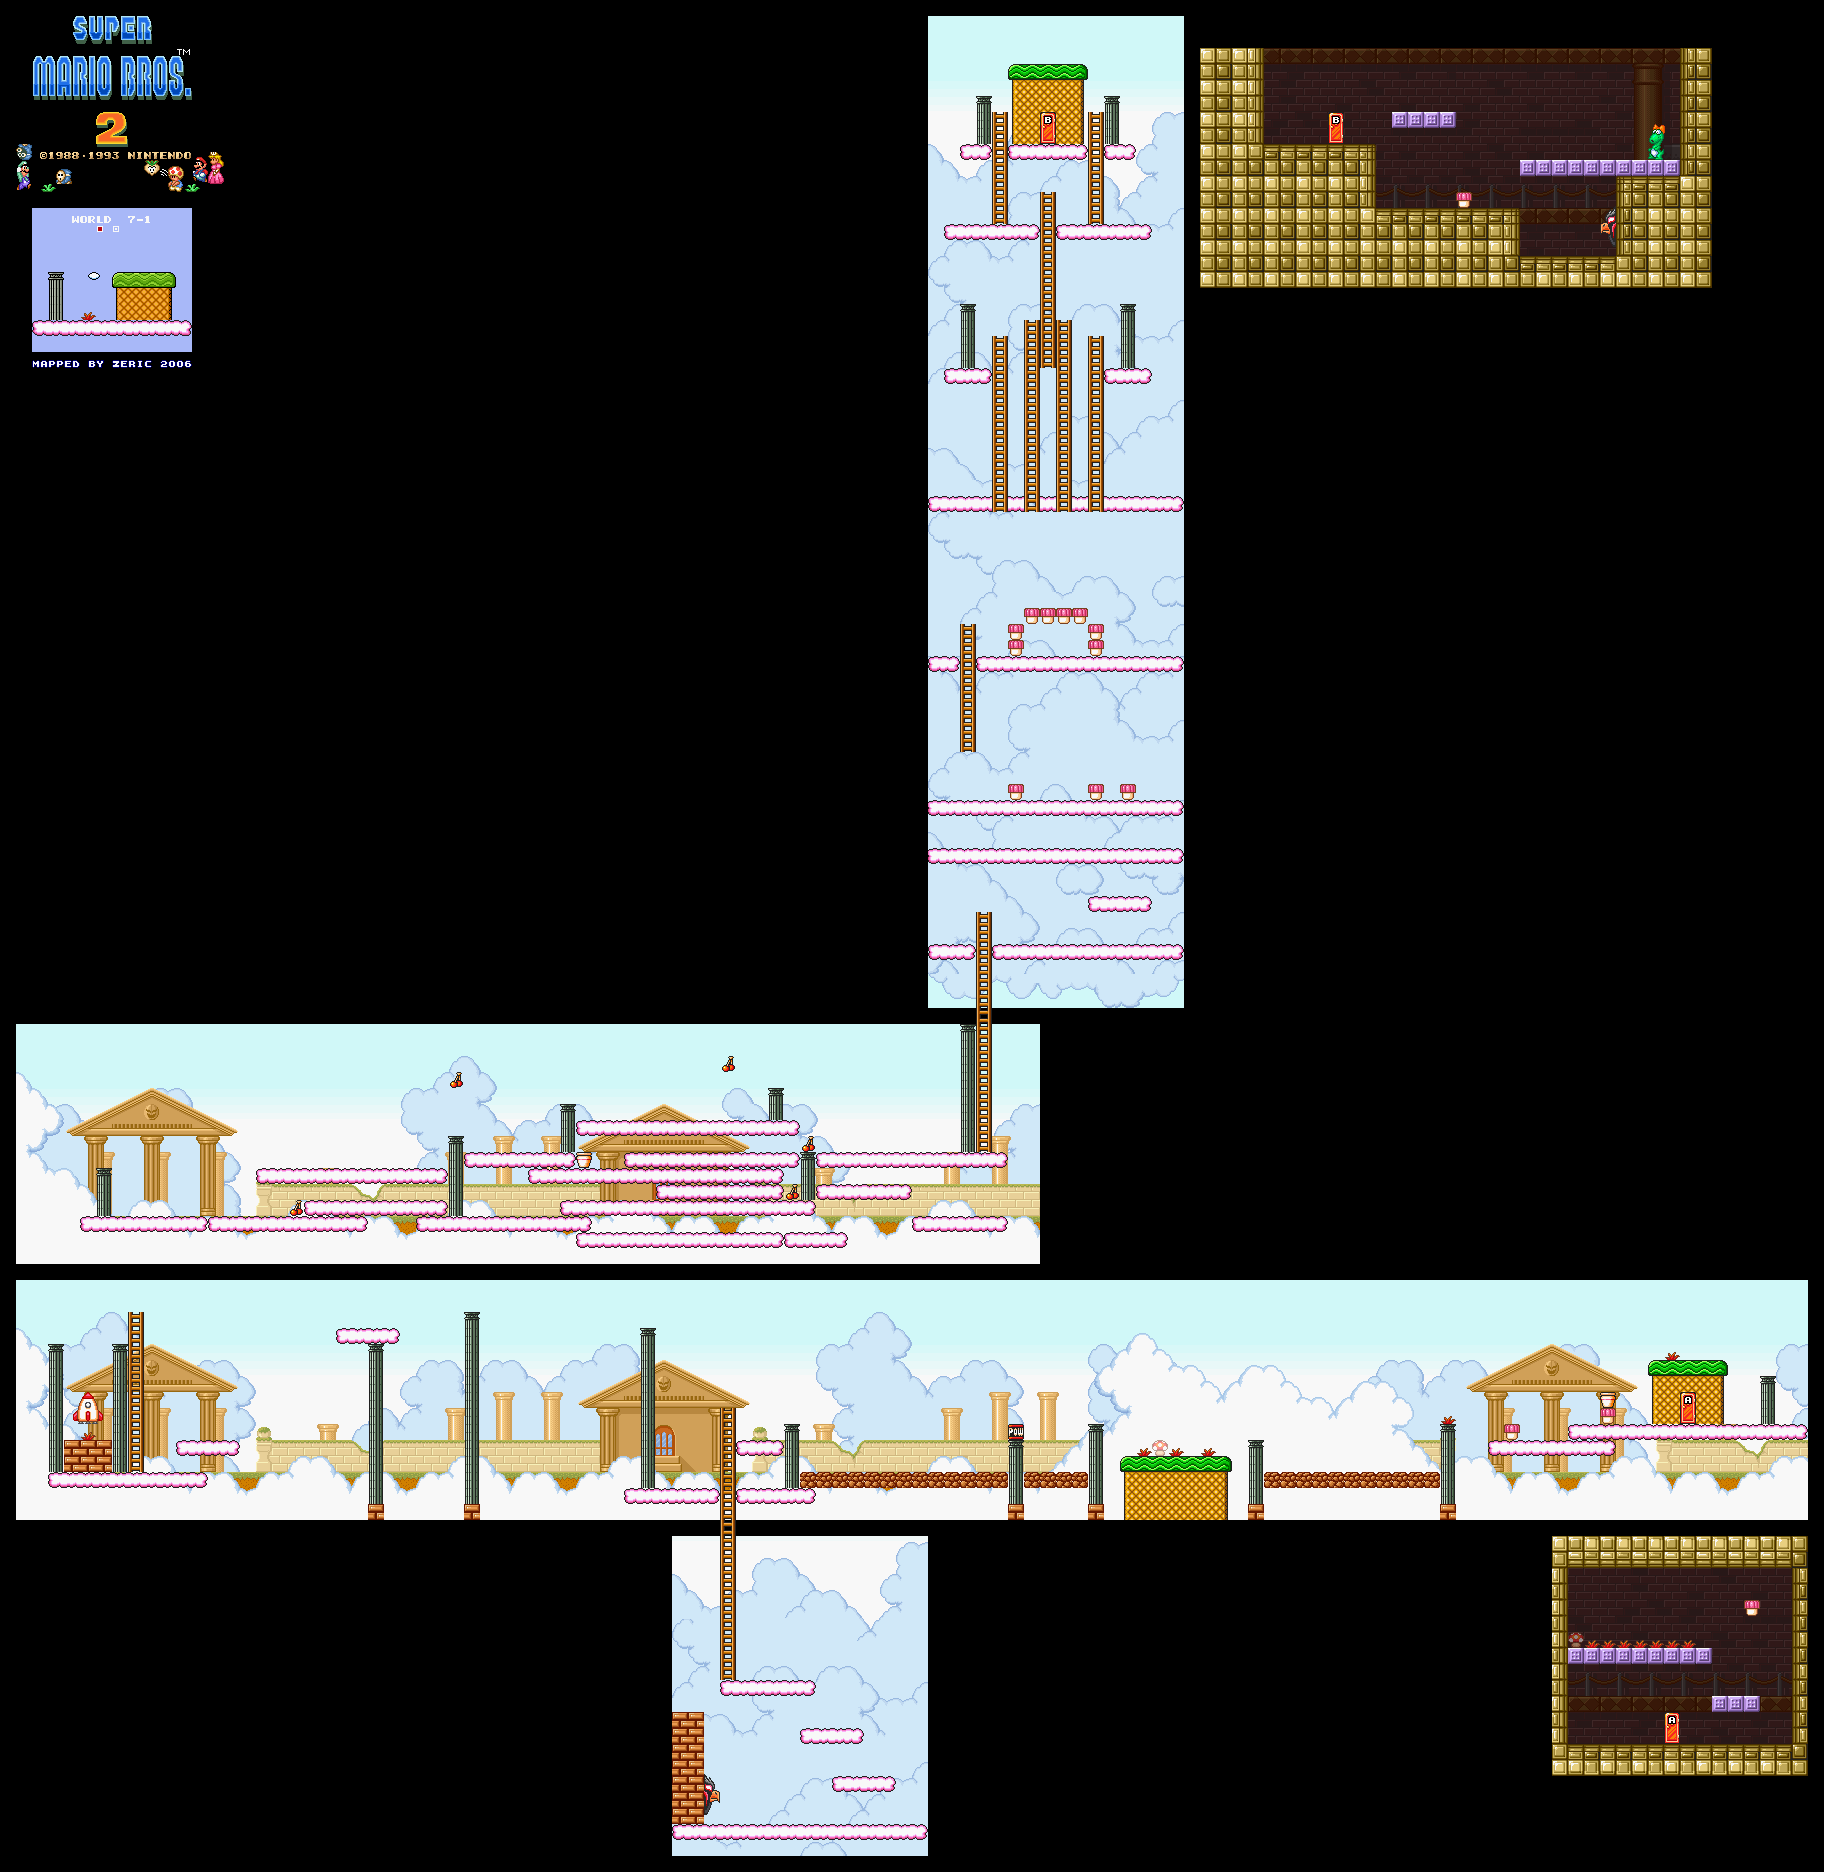 SUPER
MARIO BROS.™
2
©1988·1993 NINTENDO
WORLD 7-1
MAPPED BY ZERIC 2006
B
B
POW
A
A